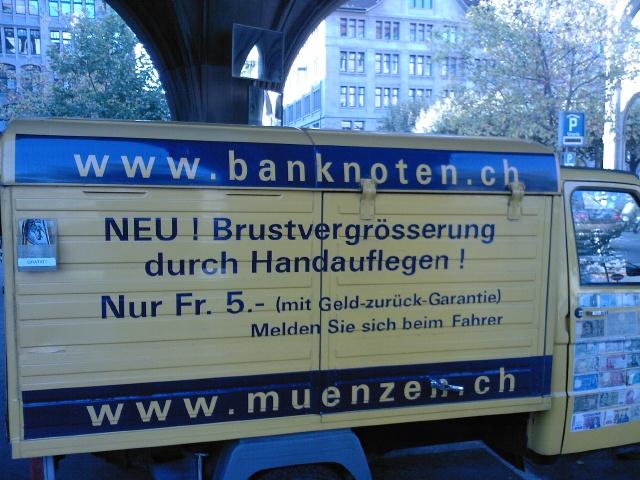 www.banknoten.ch
NEU ! Brustvergrösserung
durch Handauflegen !
Nur Fr. 5.- (mit Geld-zurück-Garantie)
Melden Sie sich beim Fahrer
www.muenzen.ch
GRATIS!
P
P